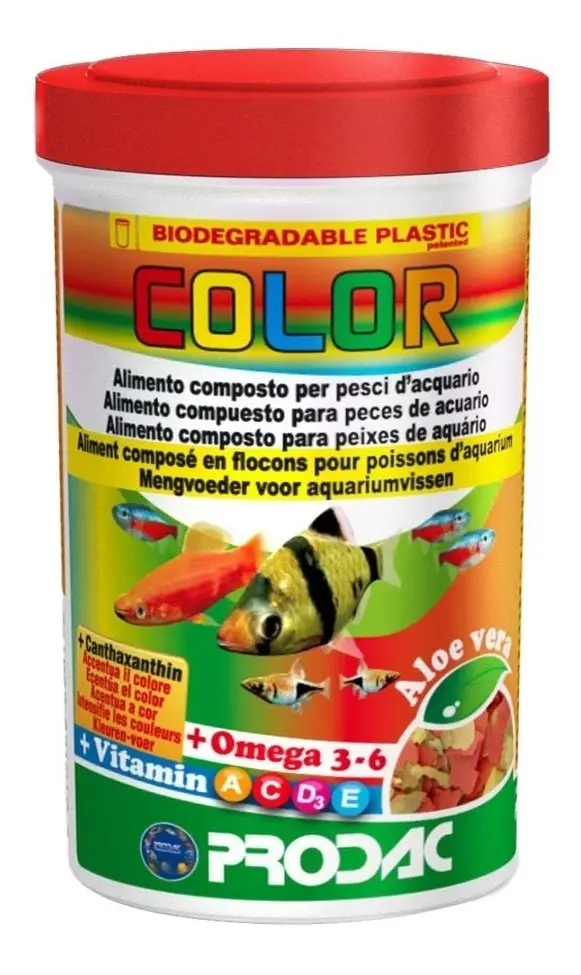 BIODEGRADABLE PLASTIC
patented
COLOR
Alimento composto per pesci d'acquario
Alimento compuesto para peces de acuario
Alimento composto para peixes de aquário
Aliment composé en flocons pour poissons d'aquarium
Mengvoeder voor aquariumvissen
+Canthaxanthin
Accentua il colore
Ecentúa el color
Acentua a cor
Intensifie les couleurs
Kleuren-voer
Aloe vera
+Omega 3-6
+Vitamin A C D3 E
PRODAC